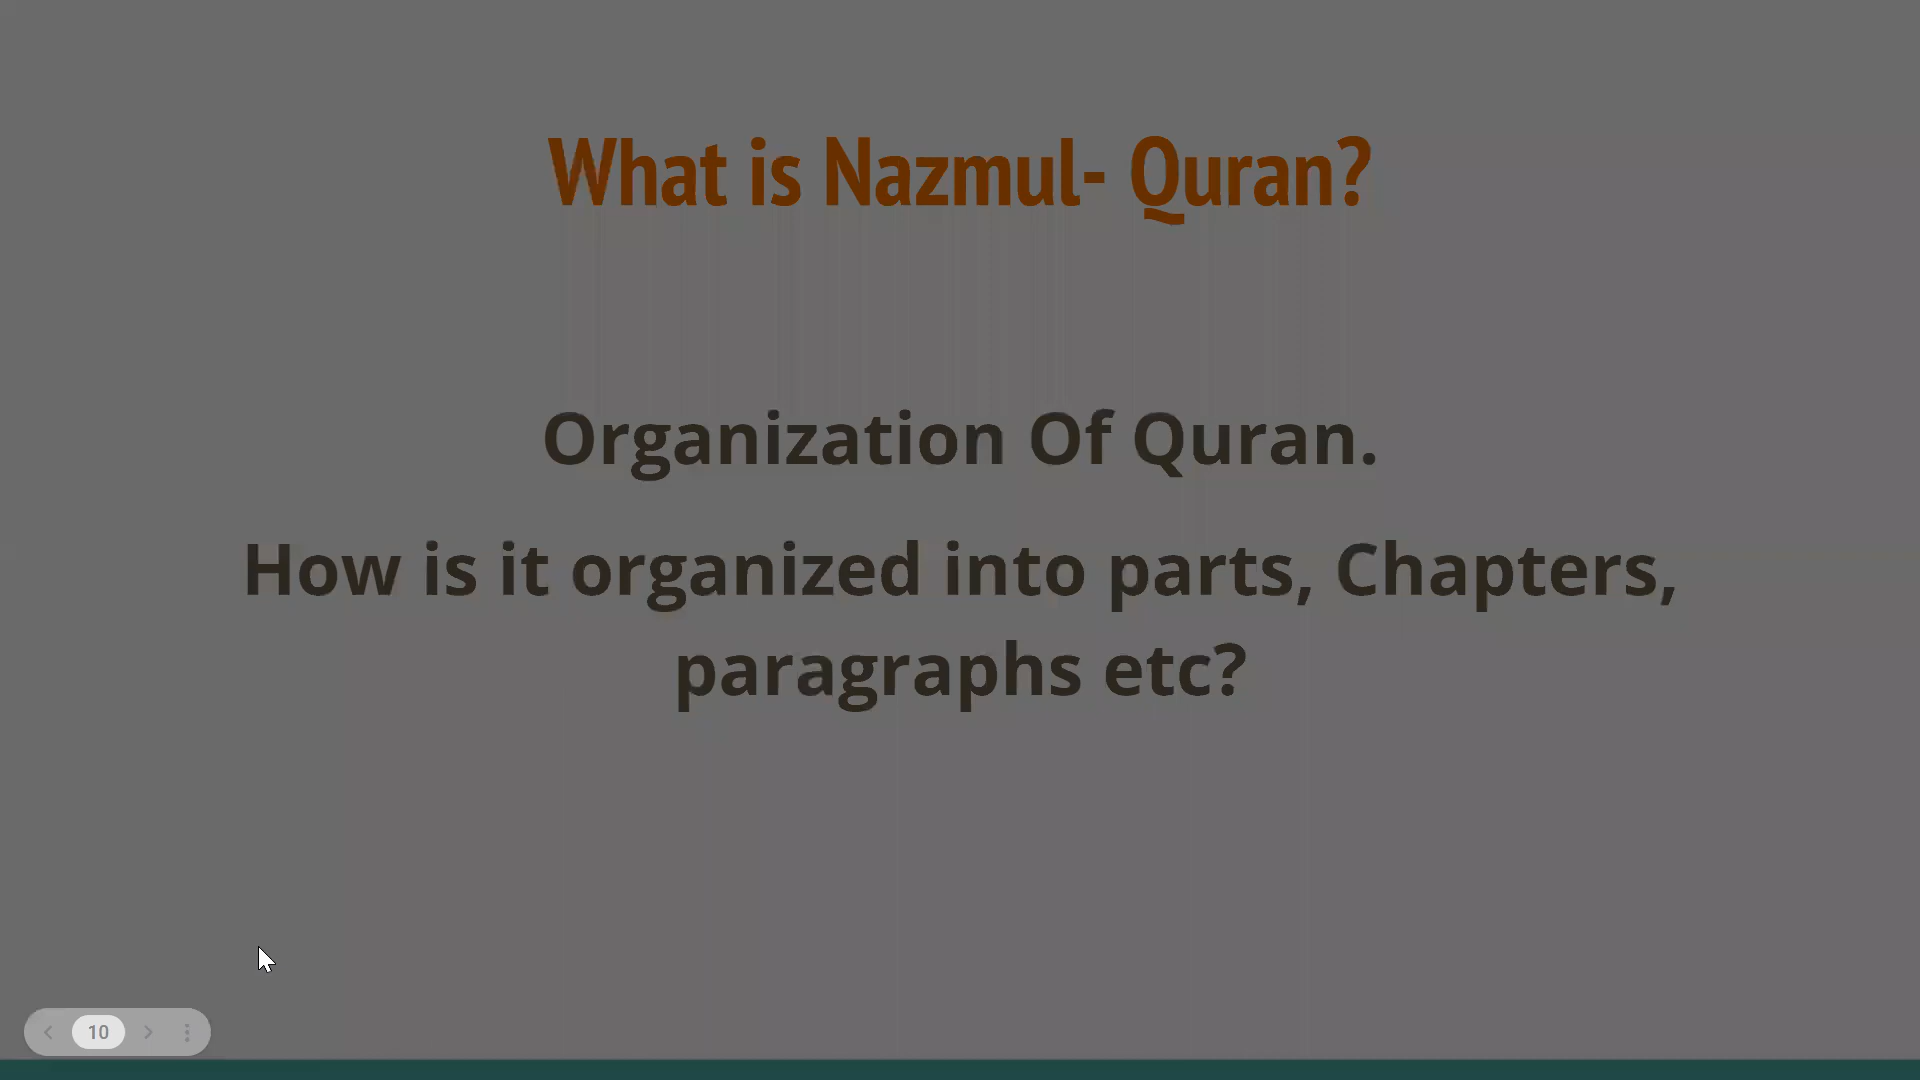 What is Nazmul- Quran?
Organization Of Quran.
How is it organized into parts, Chapters,
paragraphs etc?
10